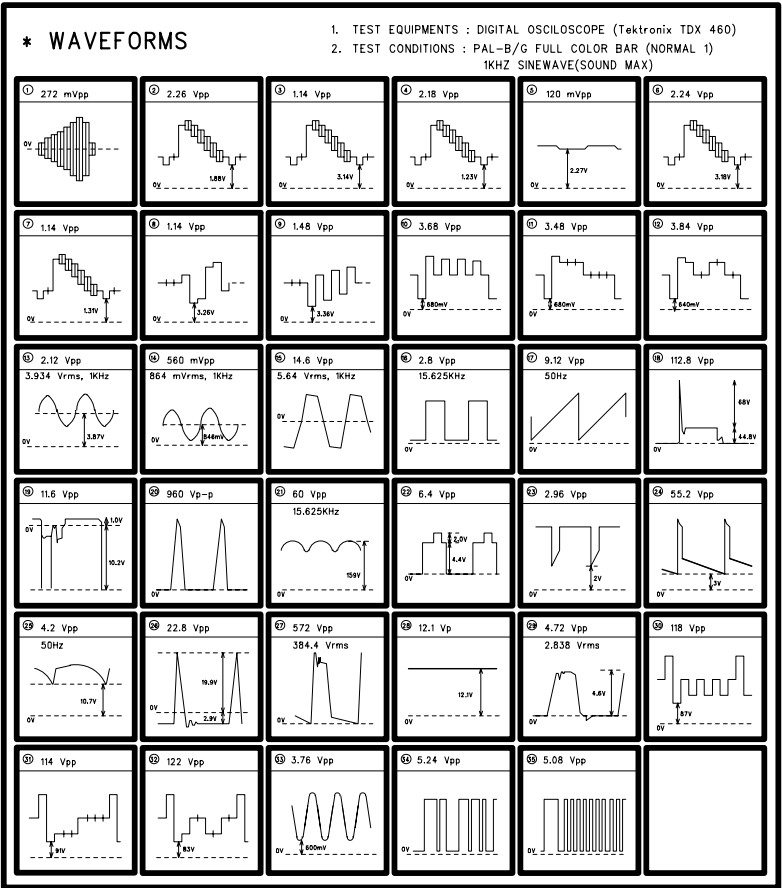 * WAVEFORMS
1. TEST EQUIPMENTS : DIGITAL OSCILOSCOPE (Tektronix TDX 460)
2. TEST CONDITIONS : PAL-B/G FULL COLOR BAR (NORMAL 1)
1KHZ SINEWAVE(SOUND MAX)
① 272 mVpp
0V
② 2.26 Vpp
1.88V
0V
③ 1.14 Vpp
3.14V
0V
④ 2.18 Vpp
1.23V
0V
⑤ 120 mVpp
2.27V
0V
⑥ 2.24 Vpp
3.18V
0V
⑦ 1.14 Vpp
1.31V
0V
⑧ 1.14 Vpp
3.26V
0V
⑨ 1.48 Vpp
3.36V
0V
⑩ 3.68 Vpp
680mV
0V
⑪ 3.48 Vpp
680mV
0V
⑫ 3.84 Vpp
640mV
0V
⑬ 2.12 Vpp
3.934 Vrms, 1KHz
3.87V
0V
⑭ 560 mVpp
864 mVrms, 1KHz
846mV
0V
⑮ 14.6 Vpp
5.64 Vrms, 1KHz
0V
⑯ 2.8 Vpp
15.625KHz
0V
⑰ 9.12 Vpp
50Hz
0V
⑱ 112.8 Vpp
68V
44.8V
0V
⑲ 11.6 Vpp
1.0V
0V
10.2V
⑳ 960 Vp-p
0V
㉑ 60 Vpp
15.625KHz
159V
0V
㉒ 6.4 Vpp
2.0V
4.4V
0V
㉓ 2.96 Vpp
2V
0V
㉔ 55.2 Vpp
3V
0V
㉕ 4.2 Vpp
50Hz
10.7V
0V
㉖ 22.8 Vpp
19.9V
2.9V
0V
㉗ 572 Vpp
384.4 Vrms
0V
㉘ 12.1 Vp
12.1V
0V
㉙ 4.72 Vpp
2.838 Vrms
4.6V
0V
㉚ 118 Vpp
87V
0V
㉛ 114 Vpp
91V
0V
㉜ 122 Vpp
83V
0V
㉝ 3.76 Vpp
600mV
0V
㉞ 5.24 Vpp
0V
㉟ 5.08 Vpp
0V